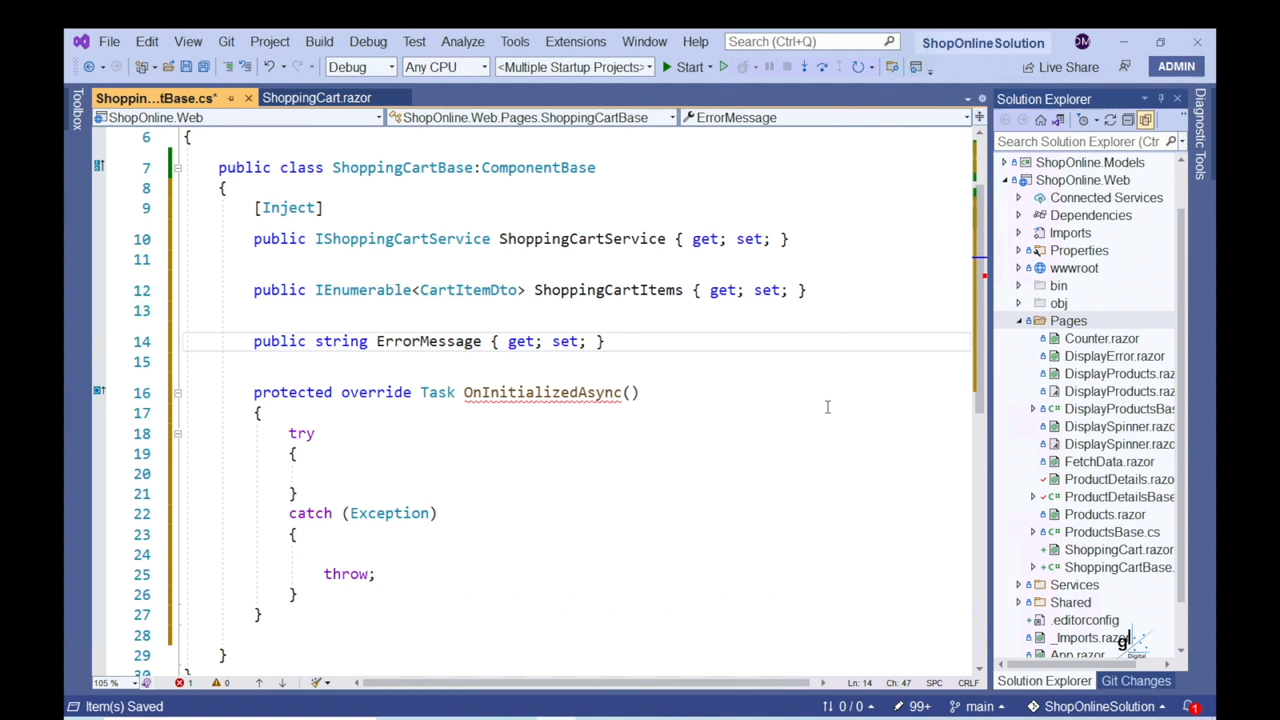 File Edit View Git Project Build Debug Test Analyze Tools Extensions Window Help Search (Ctrl+Q) ShopOnlineSolution DM
Debug Any CPU <Multiple Startup Projects> Start Live Share ADMIN
Toolbox
Shoppin...tBase.cs* ShoppingCart.razor
ShopOnline.Web ShopOnline.Web.Pages.ShoppingCartBase ErrorMessage
6 {
7 public class ShoppingCartBase:ComponentBase
8 {
9 [Inject]
10 public IShoppingCartService ShoppingCartService { get; set; }
11
12 public IEnumerable<CartItemDto> ShoppingCartItems { get; set; }
13
14 public string ErrorMessage { get; set; }
15
16 protected override Task OnInitializedAsync()
17 {
18 try
19 {
20
21 }
22 catch (Exception)
23 {
24
25 throw;
26 }
27 }
28
29 }
30 }
105 % 1 0 Ln: 14 Ch: 47 SPC CRLF
Solution Explorer
Search Solution Explorer (Ctr
ShopOnline.Models
ShopOnline.Web
Connected Services
Dependencies
Imports
Properties
wwwroot
bin
obj
Pages
Counter.razor
DisplayError.razor
DisplayProducts.raz
DisplayProducts.raz
DisplayProductsBa
DisplaySpinner.razo
DisplaySpinner.razo
FetchData.razor
ProductDetails.razo
ProductDetailsBase
Products.razor
ProductsBase.cs
ShoppingCart.razor
ShoppingCartBase.
Services
Shared
.editorconfig
_Imports.razor
App.razor
Digital
Solution Explorer Git Changes
Diagnostic Tools
Item(s) Saved 0 / 0 99+ main ShopOnlineSolution 1